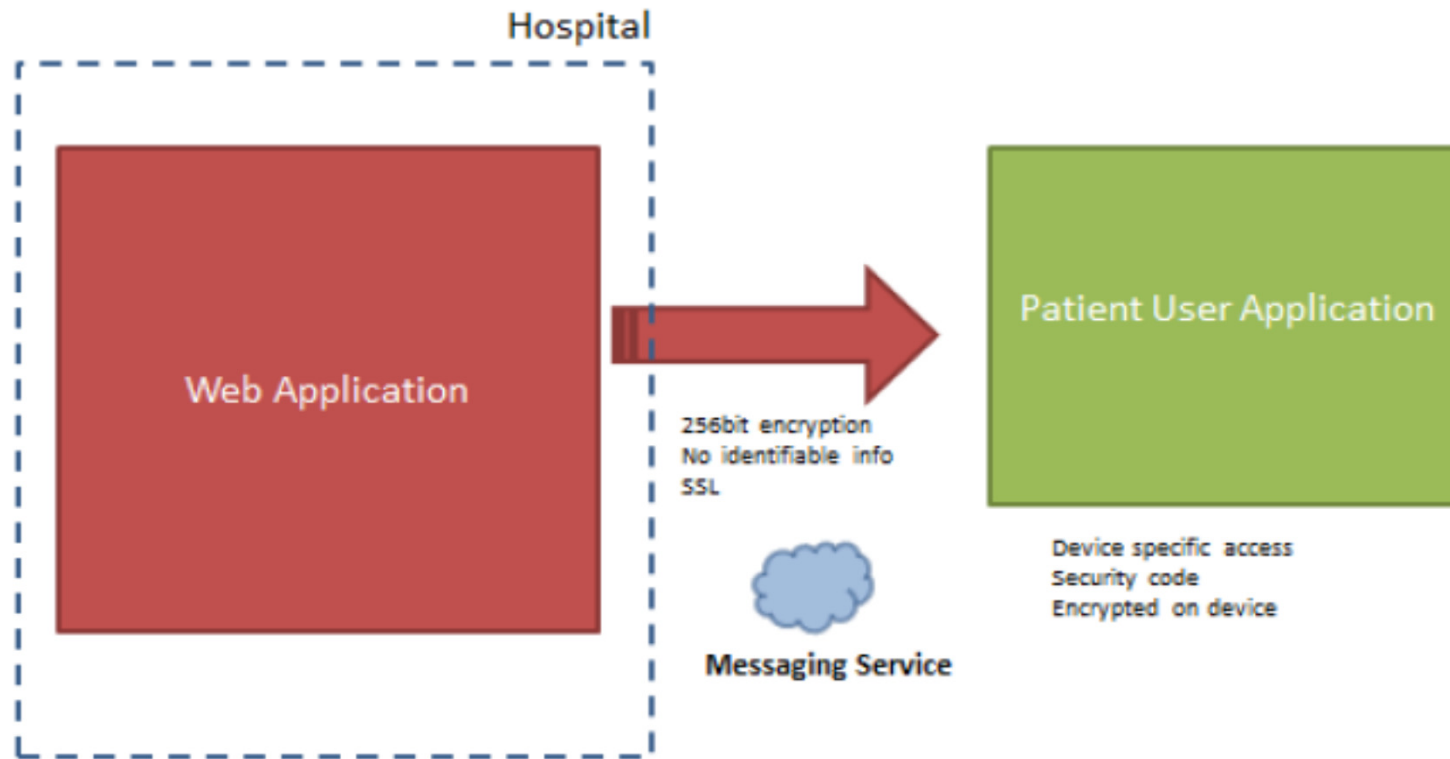 Hospital
Web Application
Patient User Application
256bit encryption
No identifiable info
SSL
Device specific access
Security code
Encrypted on device
Messaging Service